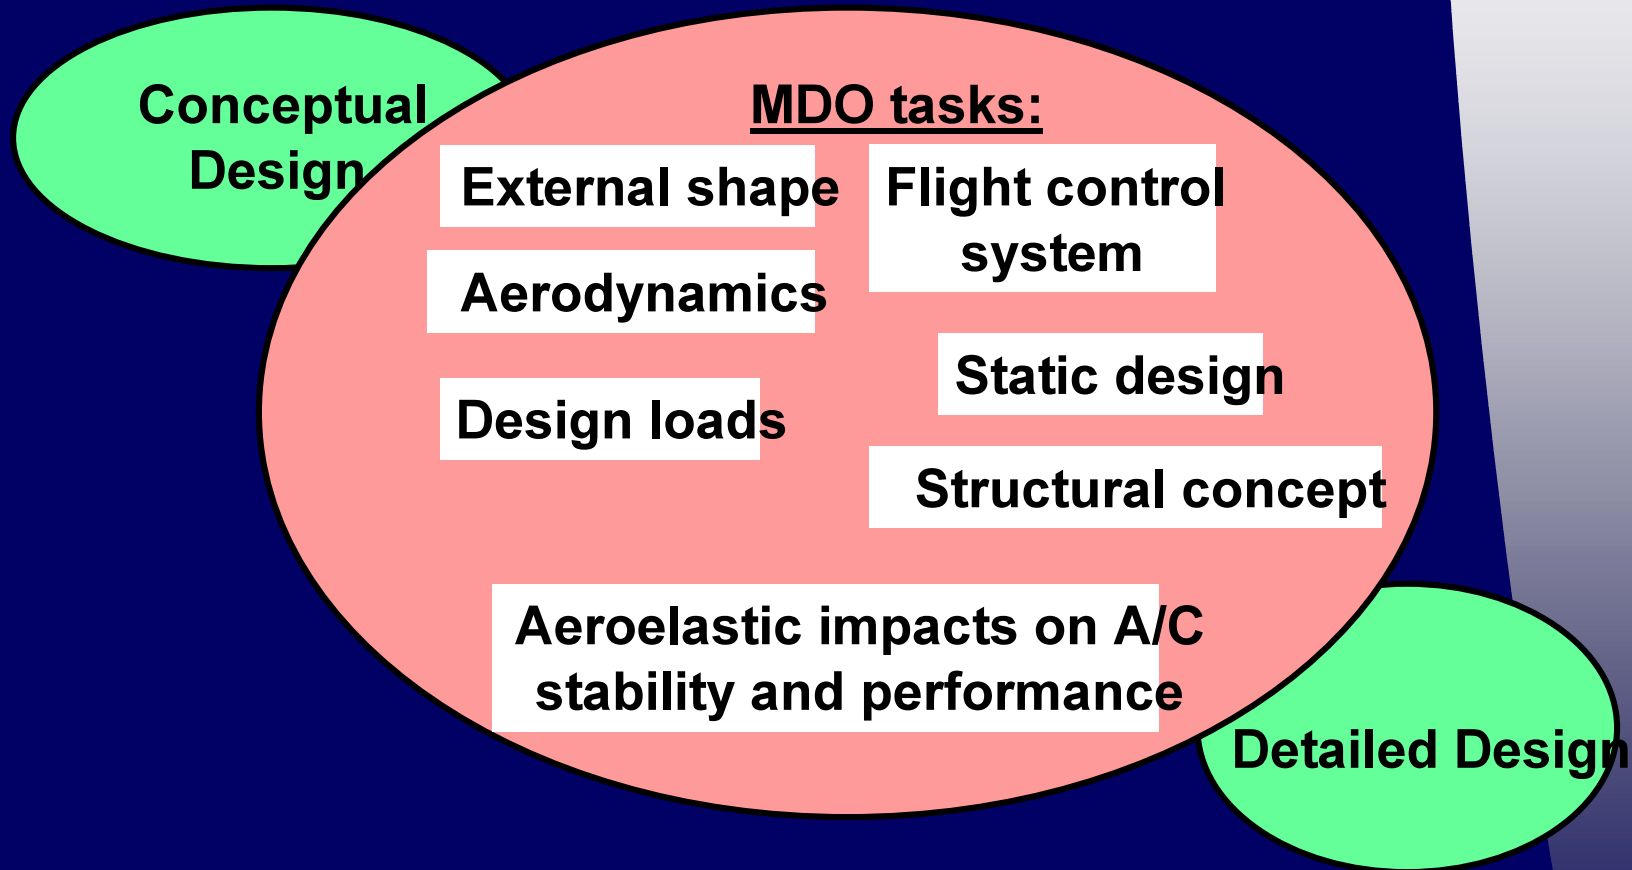 Conceptual
Design
MDO tasks:
External shape
Aerodynamics
Design loads
Flight control
system
Static design
Structural concept
Aeroelastic impacts on A/C
stability and performance
Detailed Design